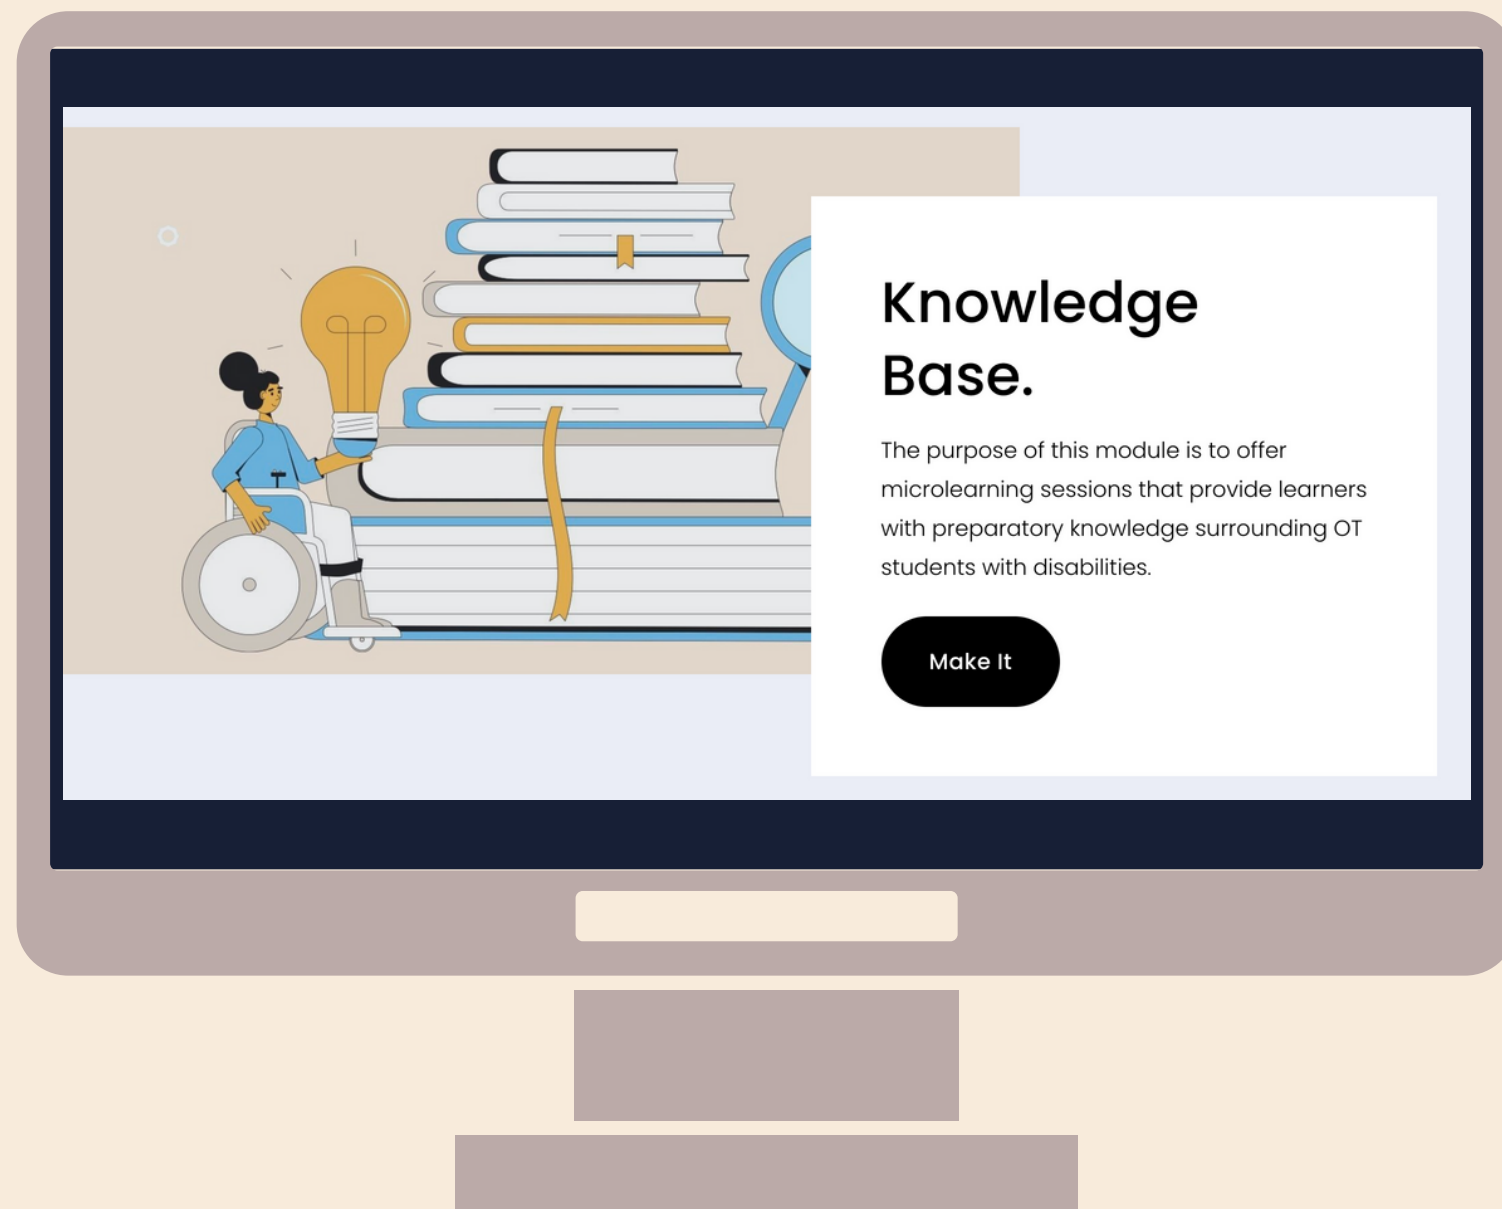 Knowledge
Base.
The purpose of this module is to offer
microlearning sessions that provide learners
with preparatory knowledge surrounding OT
students with disabilities.
Make It